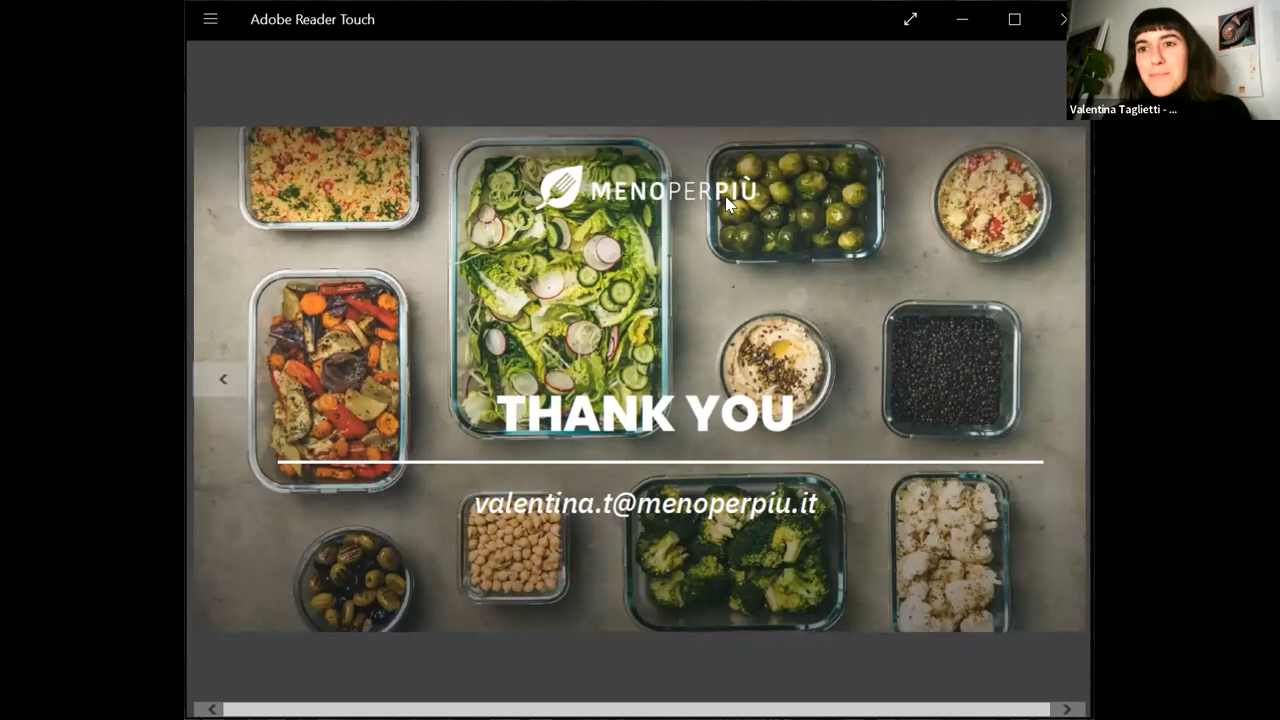 Adobe Reader Touch
Valentina Taglietti - ...
MENOPERPIÙ
THANK YOU
valentina.t@menoperpiu.it